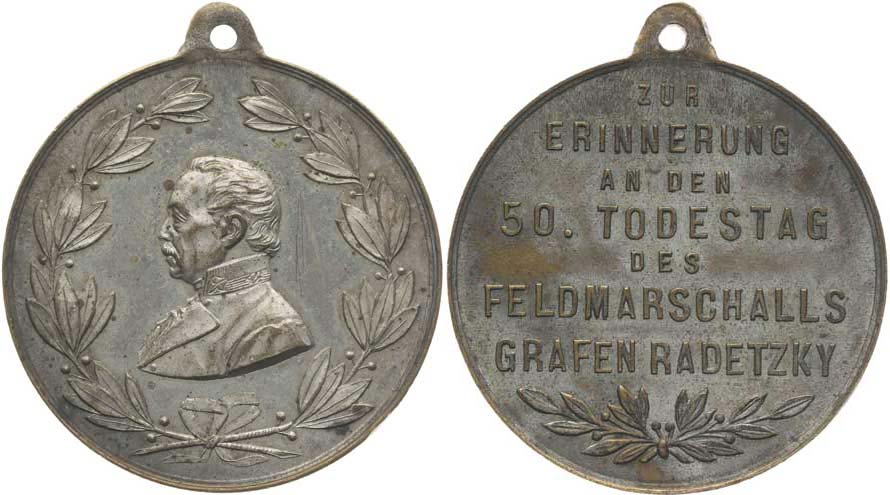 ZUR
ERINNERUNG
AN DEN
50. TODESTAG
DES
FELDMARSCHALLS
GRAFEN RADETZKY